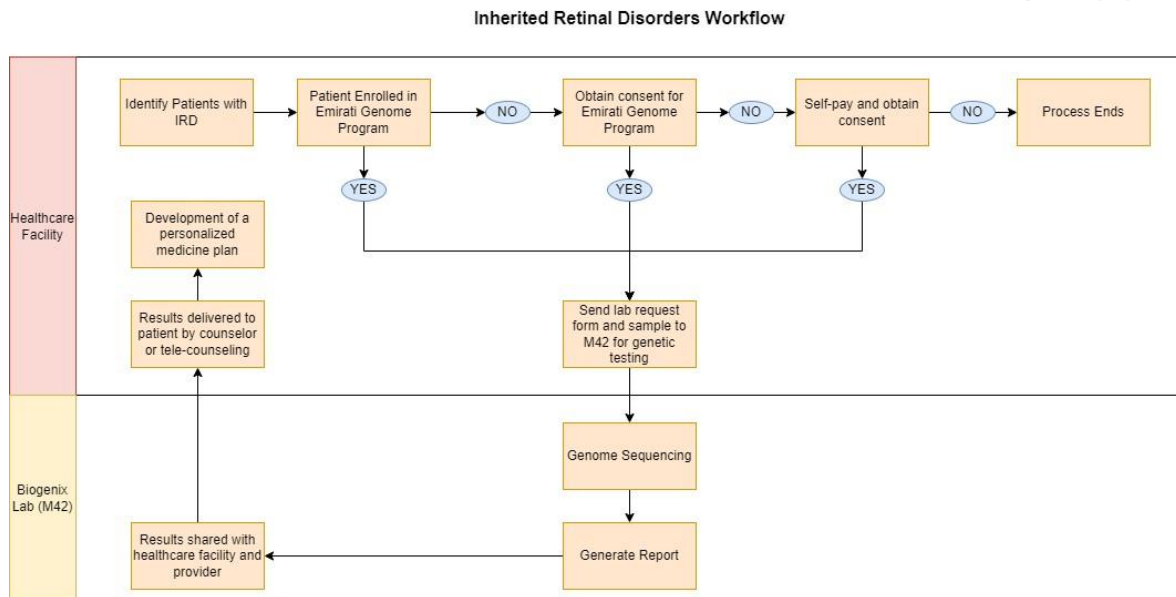 Inherited Retinal Disorders Workflow
Identify Patients with
IRD
Patient Enrolled in
Emirati Genome
Program
NO
Obtain consent for
Emirati Genome
Program
NO
Self-pay and obtain
consent
NO
Process Ends
YES
YES
YES
Healthcare
Facility
Development of a
personalized
medicine plan
Results delivered to
patient by counselor
or tele-counseling
Send lab request
form and sample to
M42 for genetic
testing
Biogenix
Lab (M42)
Genome Sequencing
Results shared with
healthcare facility and
provider
Generate Report